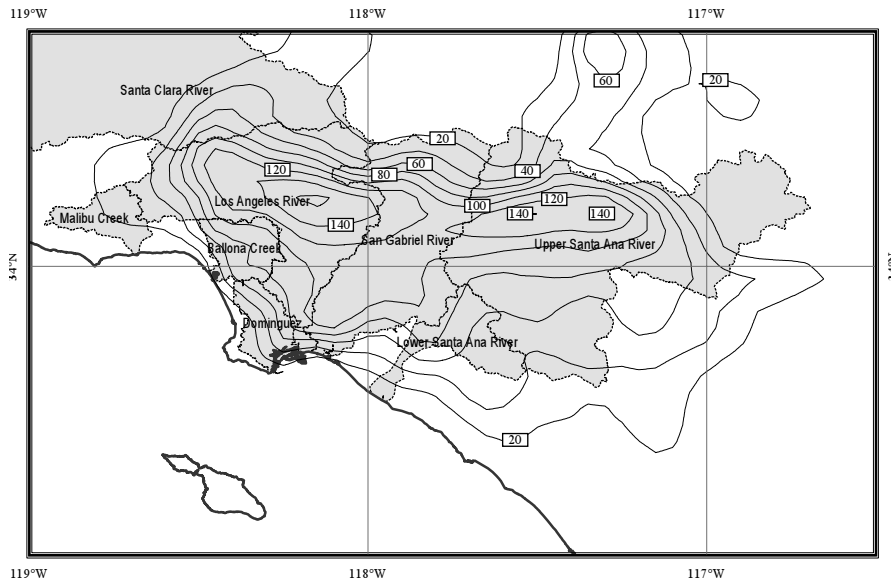 119°W 118°W 117°W
60 20
Santa Clara River
20
60 40
120 80
100 120
Los Angeles River 140 140
Malibu Creek 140
Ballona Creek San Gabriel River Upper Santa Ana River
34°N
Dominguez
Lower Santa Ana River
20
119°W 118°W 117°W